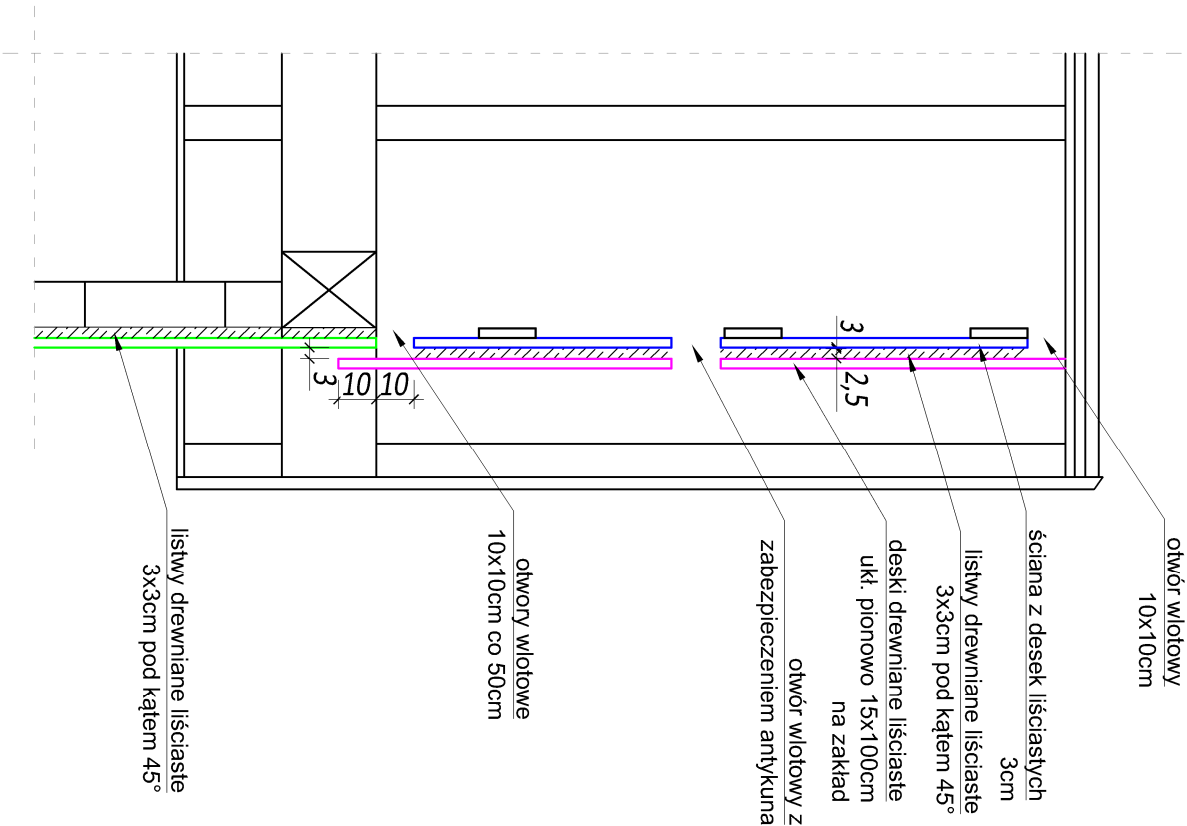 otwór wlotowy
10x10cm
ściana z desek liściastych
3cm
listwy drewniane liściaste
3x3cm pod kątem 45°
deski drewniane liściaste
ukł. pionowo 15x100cm
na zakład
otwór wlotowy z
zabezpieczeniem antykuna
otwory wlotowe
10x10cm co 50cm
listwy drewniane liściaste
3x3cm pod kątem 45°
3
2,5
3
10
10